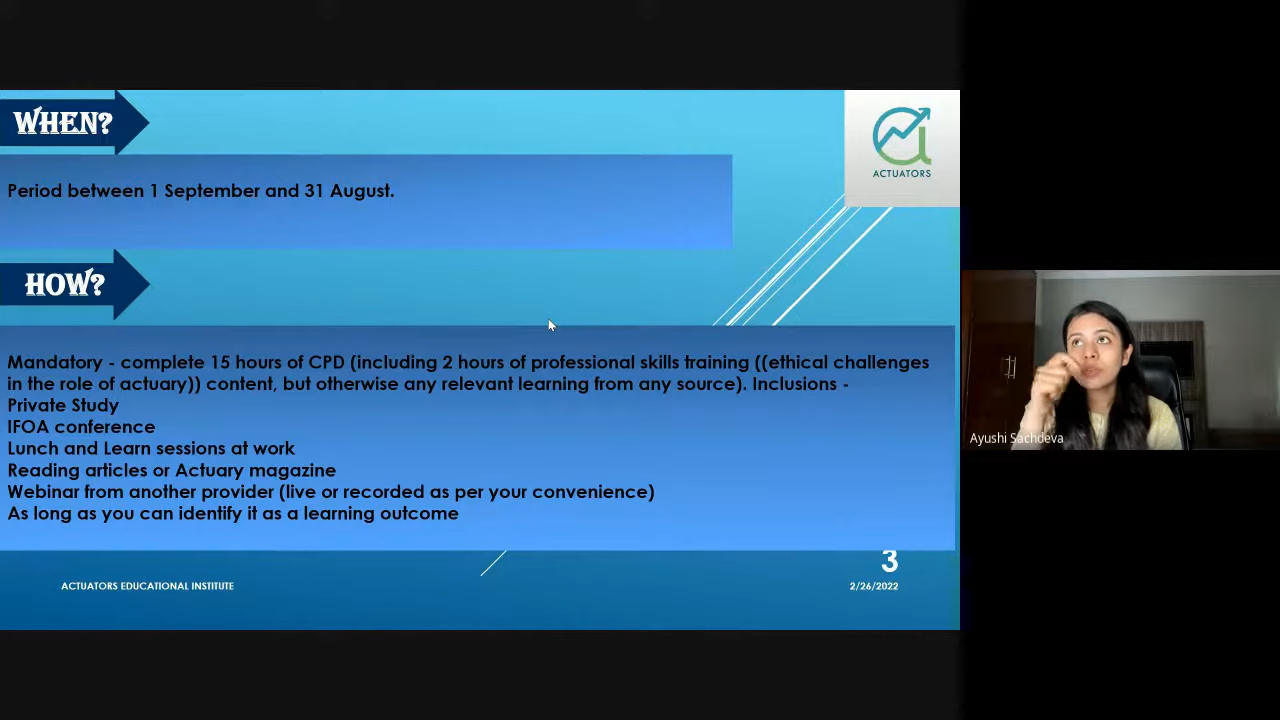 WHEN?
ACTUATORS
Period between 1 September and 31 August.
HOW?
Mandatory - complete 15 hours of CPD (including 2 hours of professional skills training ((ethical challenges
in the role of actuary)) content, but otherwise any relevant learning from any source). Inclusions -
Private Study
IFOA conference
Lunch and Learn sessions at work
Reading articles or Actuary magazine
Webinar from another provider (live or recorded as per your convenience)
As long as you can identify it as a learning outcome
Ayushi Sachdeva
3
ACTUATORS EDUCATIONAL INSTITUTE
2/26/2022